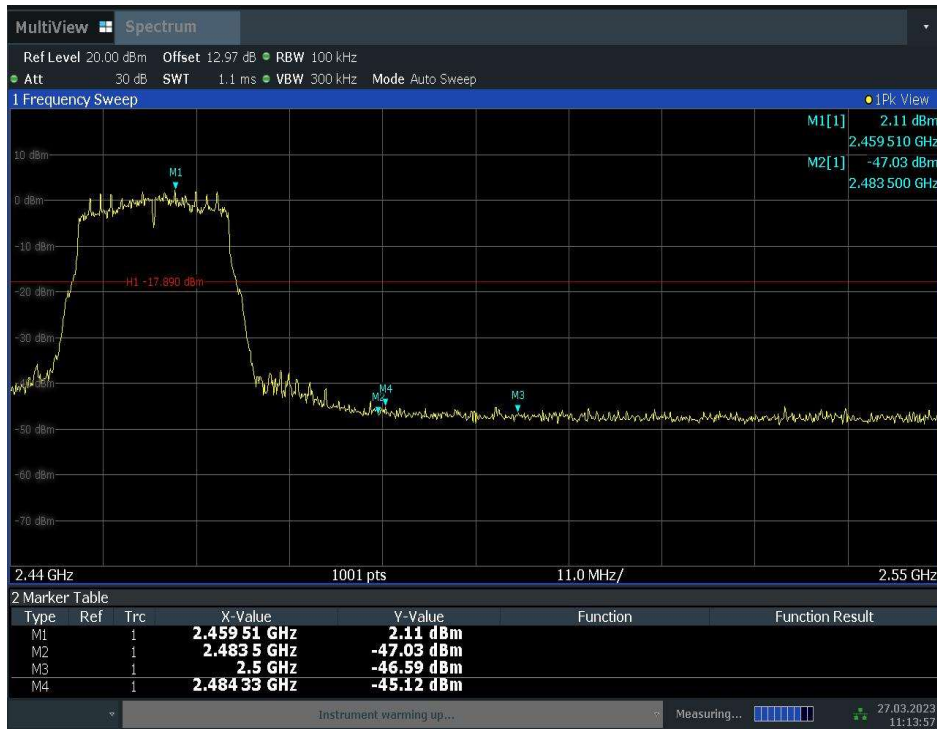 MultiView Spectrum
Ref Level 20.00 dBm Offset 12.97 dB RBW 100 kHz
Att 30 dB SWT 1.1 ms VBW 300 kHz Mode Auto Sweep
1 Frequency Sweep 1Pk View
M1[1] 2.11 dBm
2.459 510 GHz
M2[1] -47.03 dBm
2.483 500 GHz
10 dBm
M1
0 dBm
-10 dBm
H1 -17.890 dBm
-20 dBm
-30 dBm
-40 dBm
M2 M4 M3
-50 dBm
-60 dBm
-70 dBm
2.44 GHz 1001 pts 11.0 MHz/ 2.55 GHz
2 Marker Table
Type Ref Trc X-Value Y-Value Function Function Result
M1 1 2.459 51 GHz 2.11 dBm
M2 1 2.483 5 GHz -47.03 dBm
M3 1 2.5 GHz -46.59 dBm
M4 1 2.484 33 GHz -45.12 dBm
Instrument warming up... Measuring... 27.03.2023
11:13:57